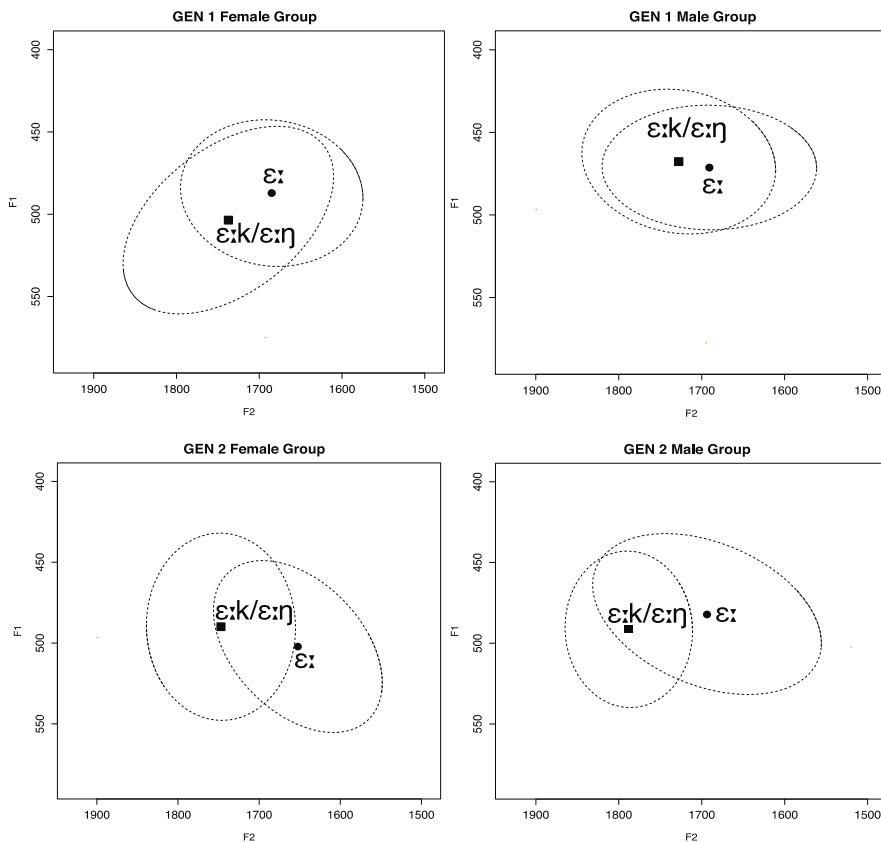 GEN 1 Female Group
400
450
500
550
F1
ɛːk/ɛːŋ
ɛː
1900
1800
1700
1600
1500
F2
GEN 1 Male Group
400
450
500
550
F1
ɛːk/ɛːŋ
ɛː
1900
1800
1700
1600
1500
F2
GEN 2 Female Group
400
450
500
550
F1
ɛːk/ɛːŋ
ɛː
1900
1800
1700
1600
1500
F2
GEN 2 Male Group
400
450
500
550
F1
ɛːk/ɛːŋ
ɛː
1900
1800
1700
1600
1500
F2